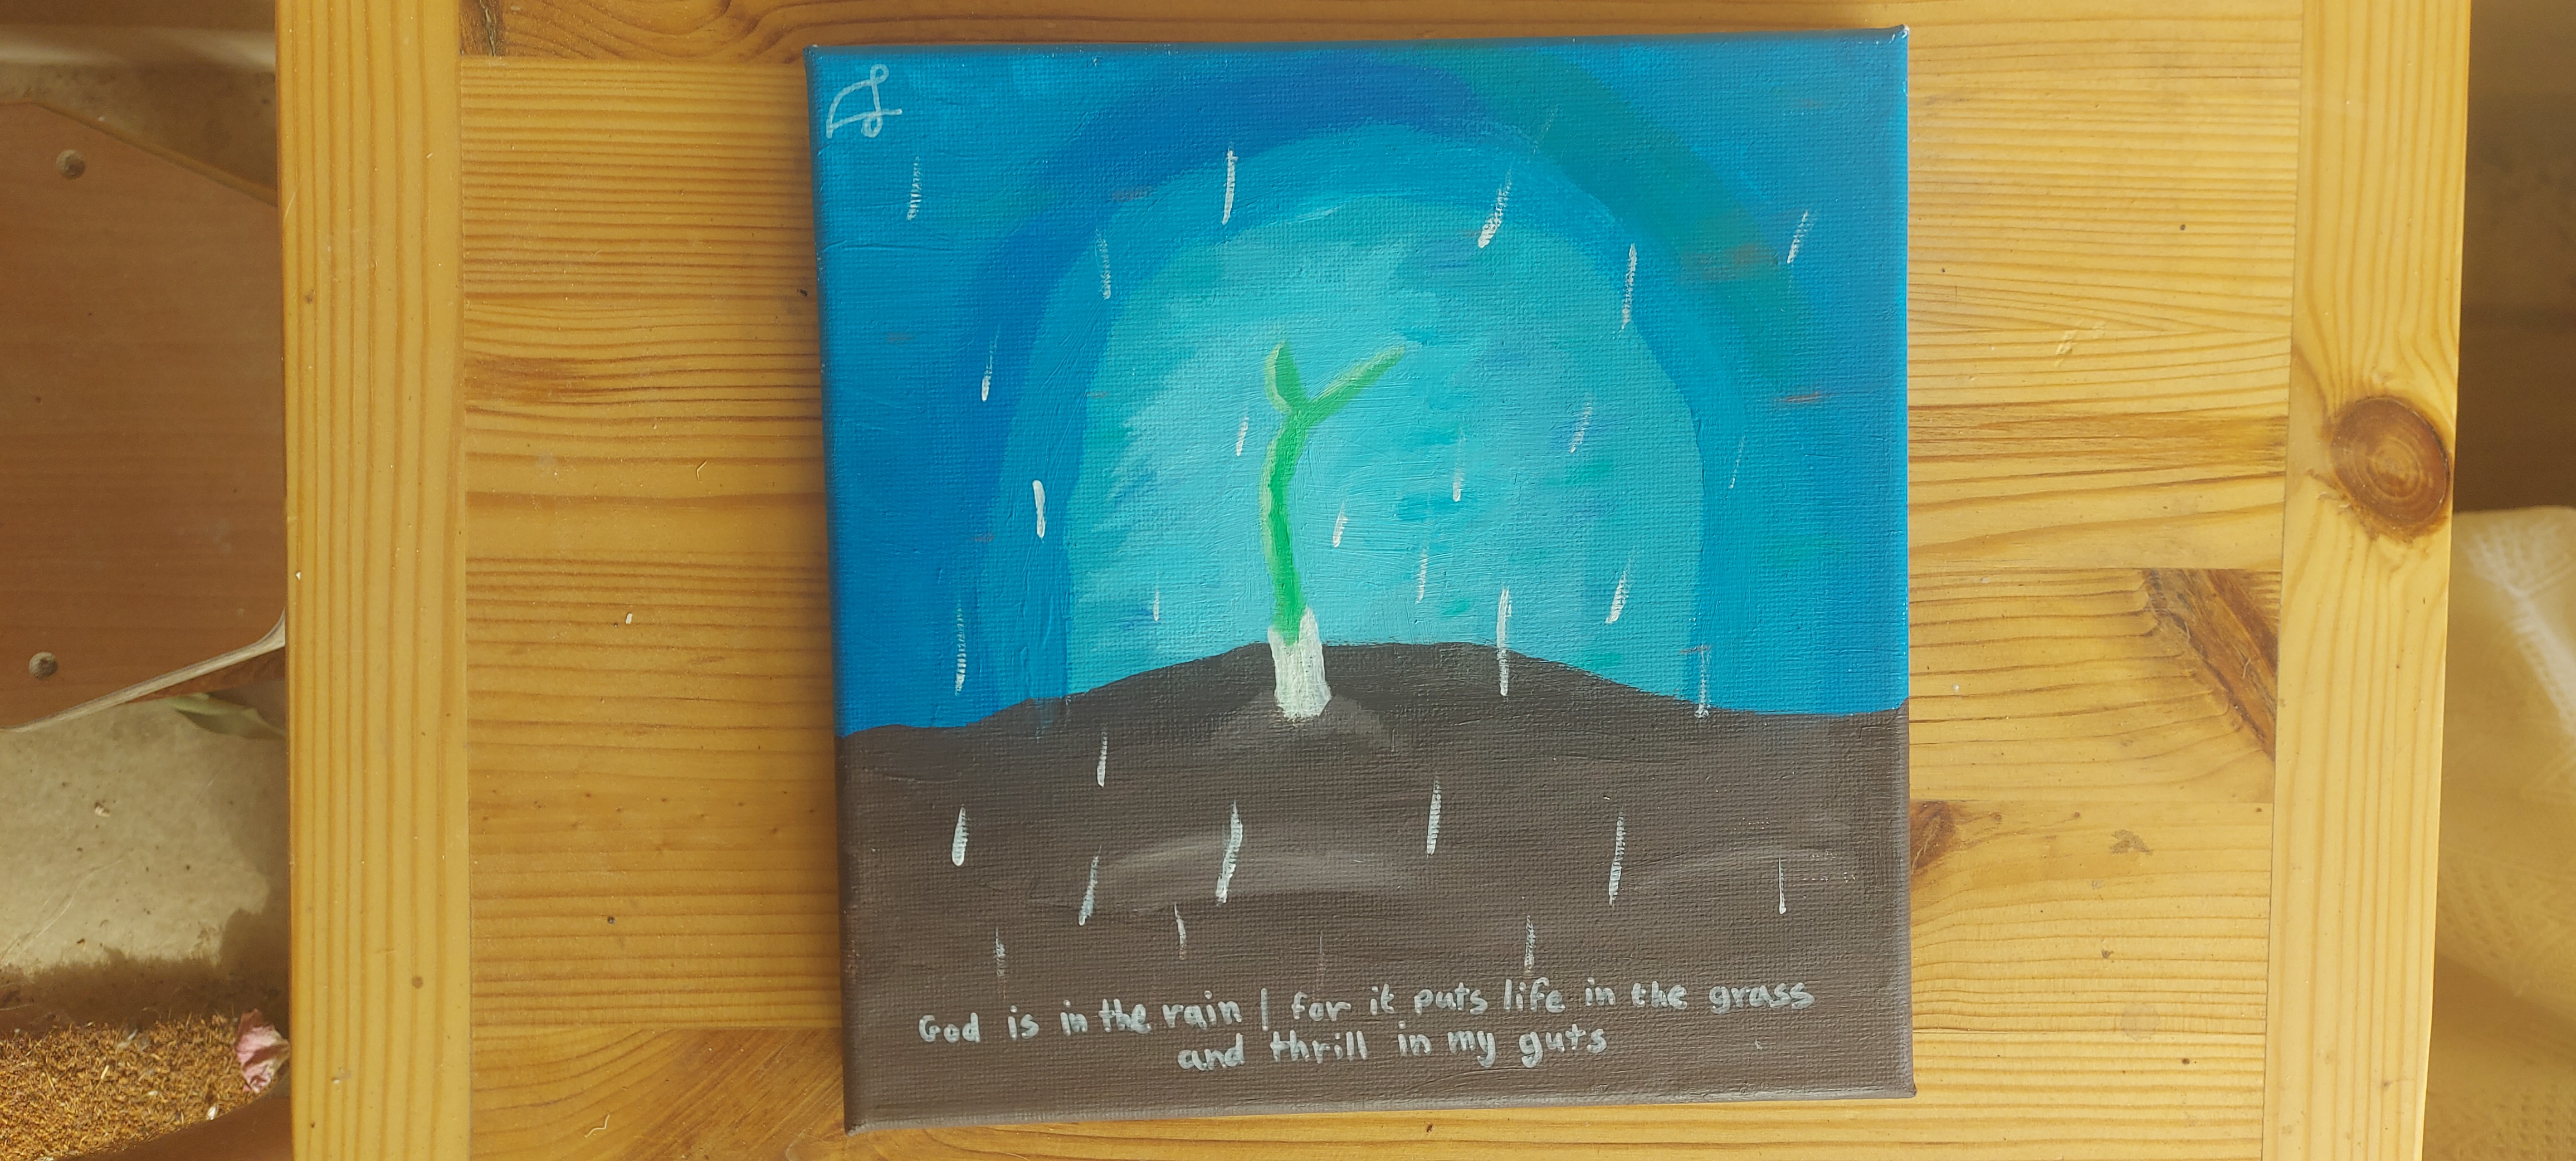 God is in the rain | for it puts life in the grass
and thrill in my guts